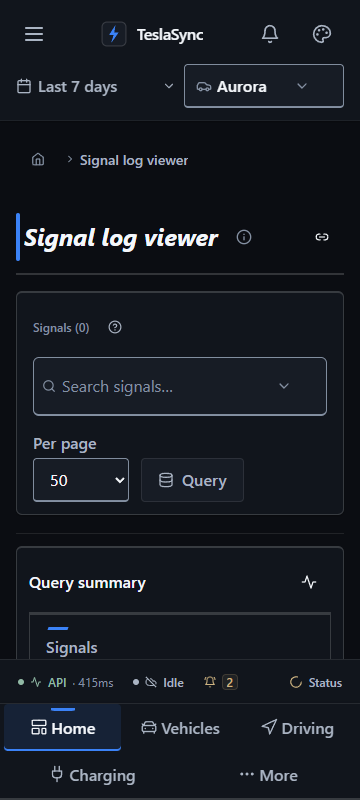 TeslaSync
Last 7 days
Aurora
Signal log viewer
Signal log viewer
Signals (0)
Search signals...
Per page
50
Query
Query summary
Signals
API · 415ms
Idle
2
Status
Home
Vehicles
Driving
Charging
More